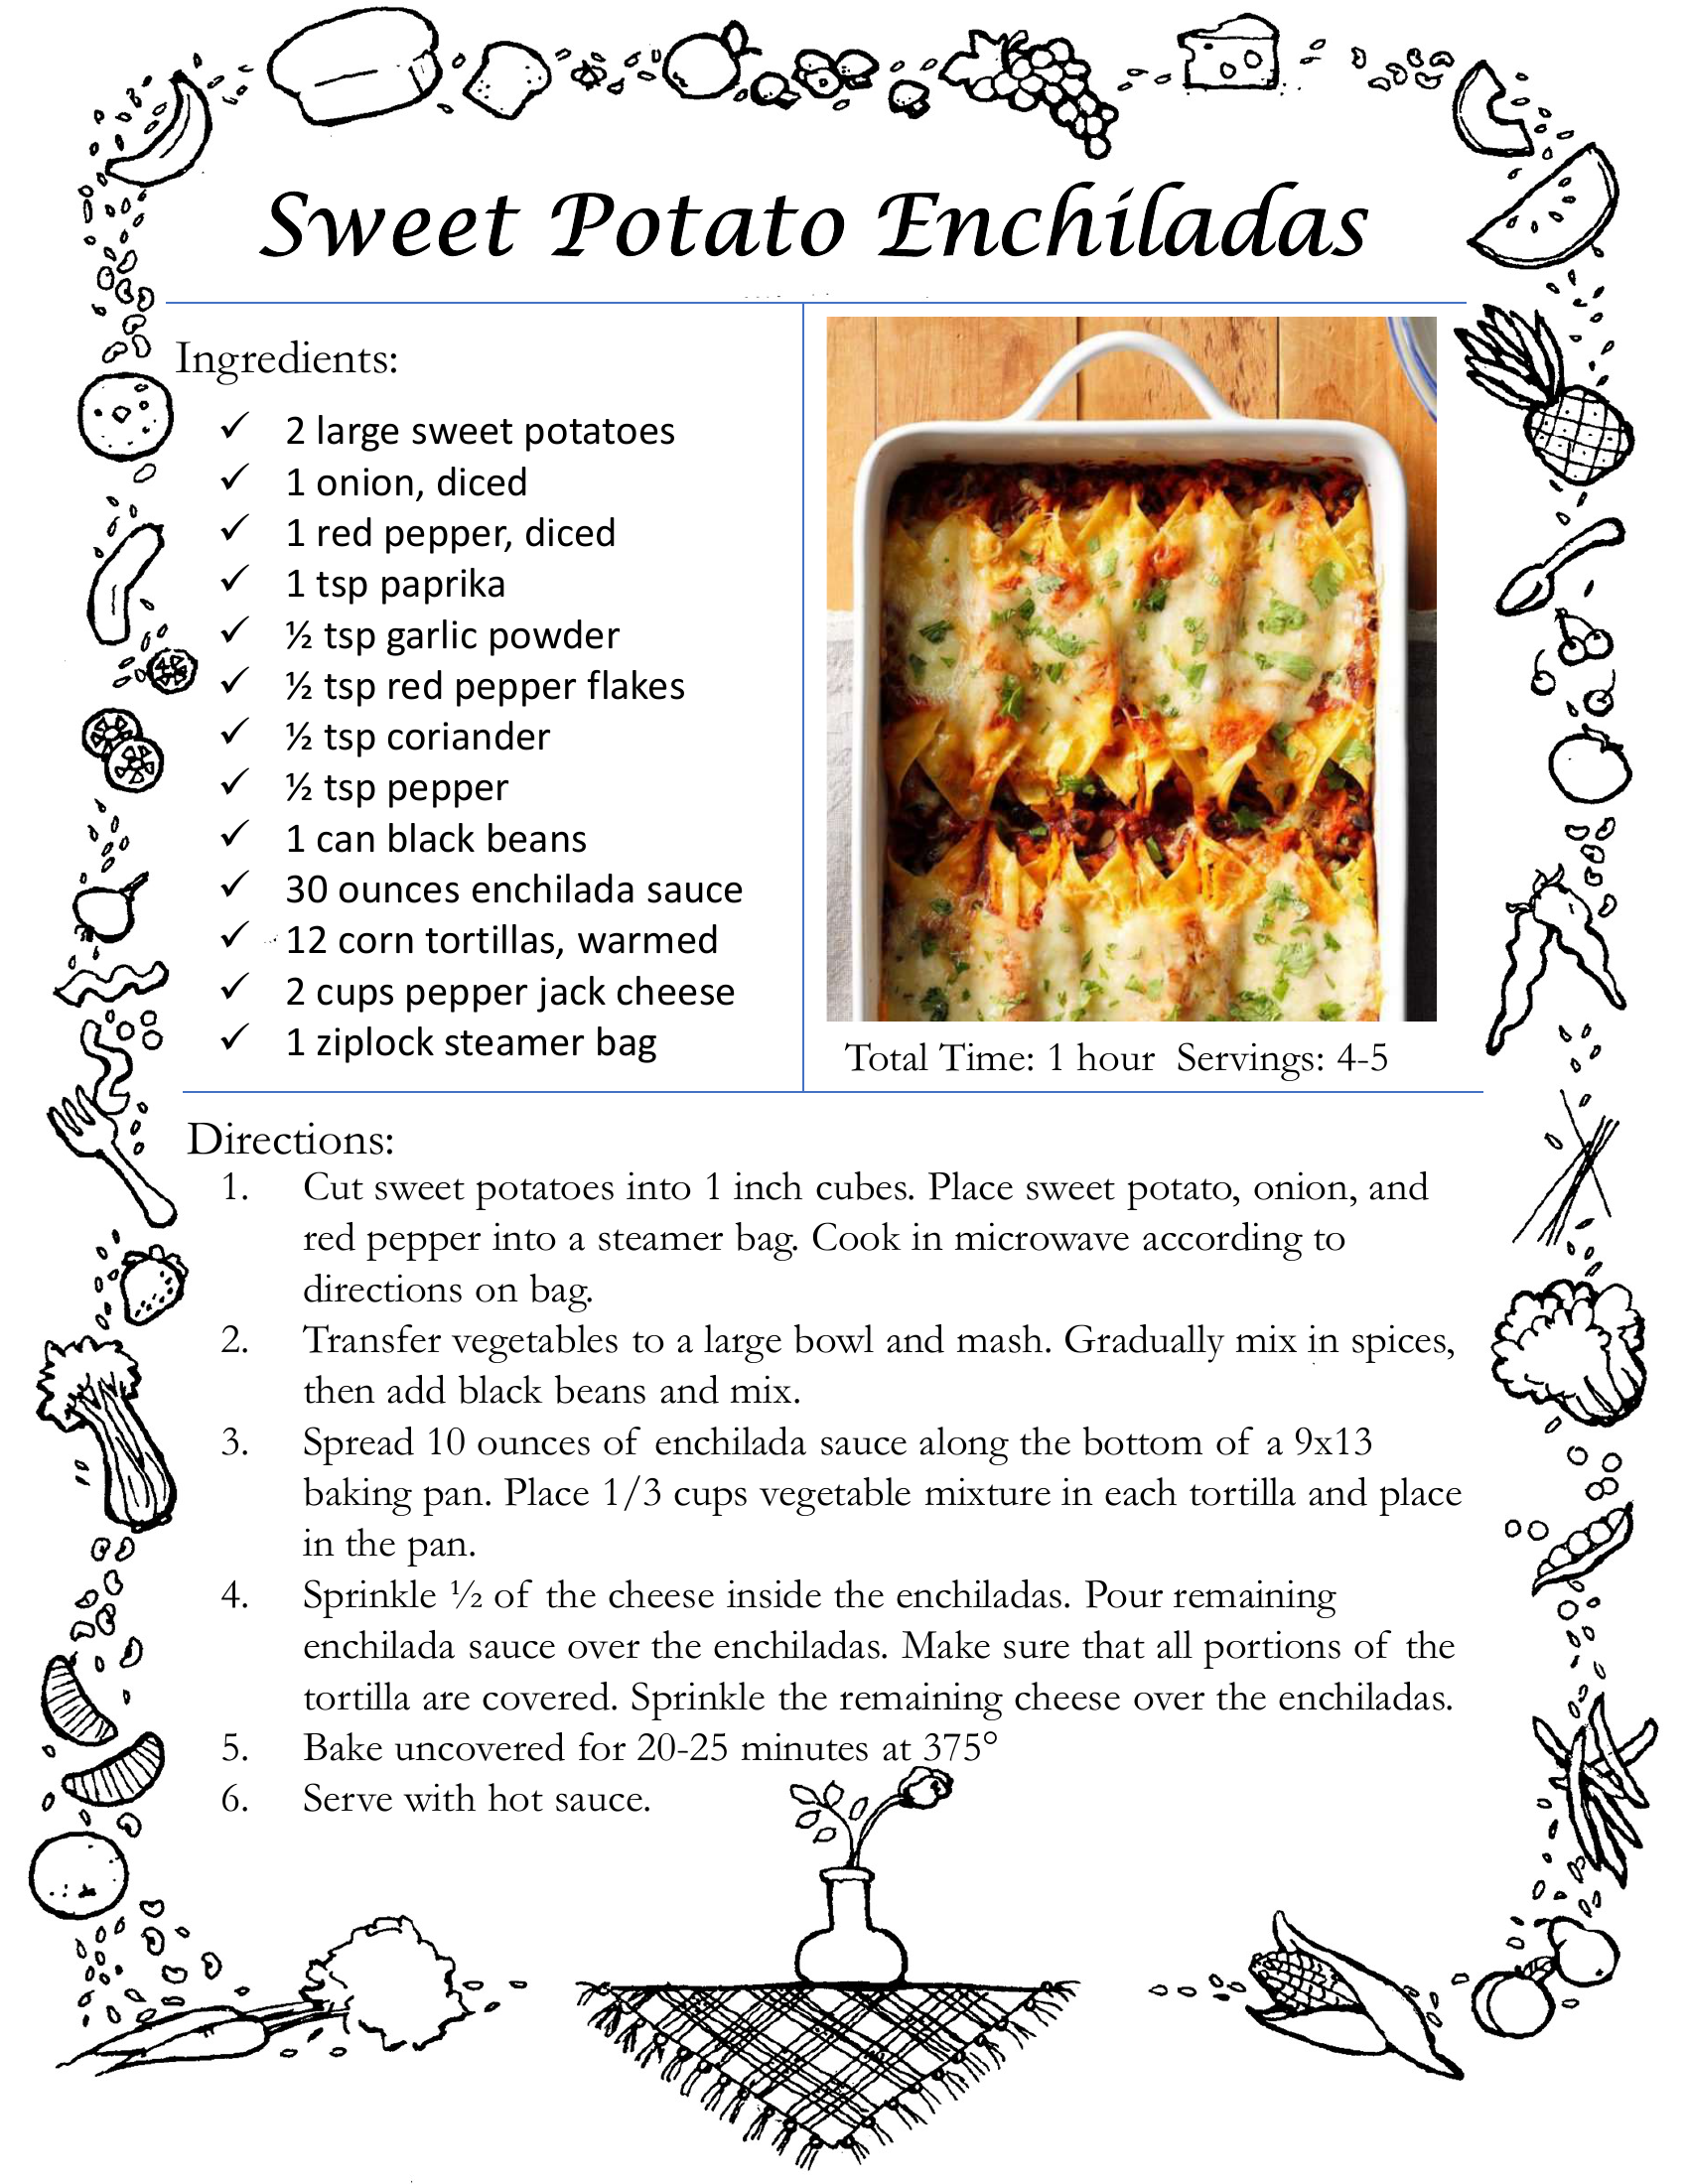 Sweet Potato Enchiladas
Ingredients:
✓ 2 large sweet potatoes
✓ 1 onion, diced
✓ 1 red pepper, diced
✓ 1 tsp paprika
✓ ½ tsp garlic powder
✓ ½ tsp red pepper flakes
✓ ½ tsp coriander
✓ ½ tsp pepper
✓ 1 can black beans
✓ 30 ounces enchilada sauce
✓ 12 corn tortillas, warmed
✓ 2 cups pepper jack cheese
✓ 1 ziplock steamer bag
Total Time: 1 hour Servings: 4-5
Directions:
1. Cut sweet potatoes into 1 inch cubes. Place sweet potato, onion, and
red pepper into a steamer bag. Cook in microwave according to
directions on bag.
2. Transfer vegetables to a large bowl and mash. Gradually mix in spices,
then add black beans and mix.
3. Spread 10 ounces of enchilada sauce along the bottom of a 9x13
baking pan. Place 1/3 cups vegetable mixture in each tortilla and place
in the pan.
4. Sprinkle ½ of the cheese inside the enchiladas. Pour remaining
enchilada sauce over the enchiladas. Make sure that all portions of the
tortilla are covered. Sprinkle the remaining cheese over the enchiladas.
5. Bake uncovered for 20-25 minutes at 375°
6. Serve with hot sauce.